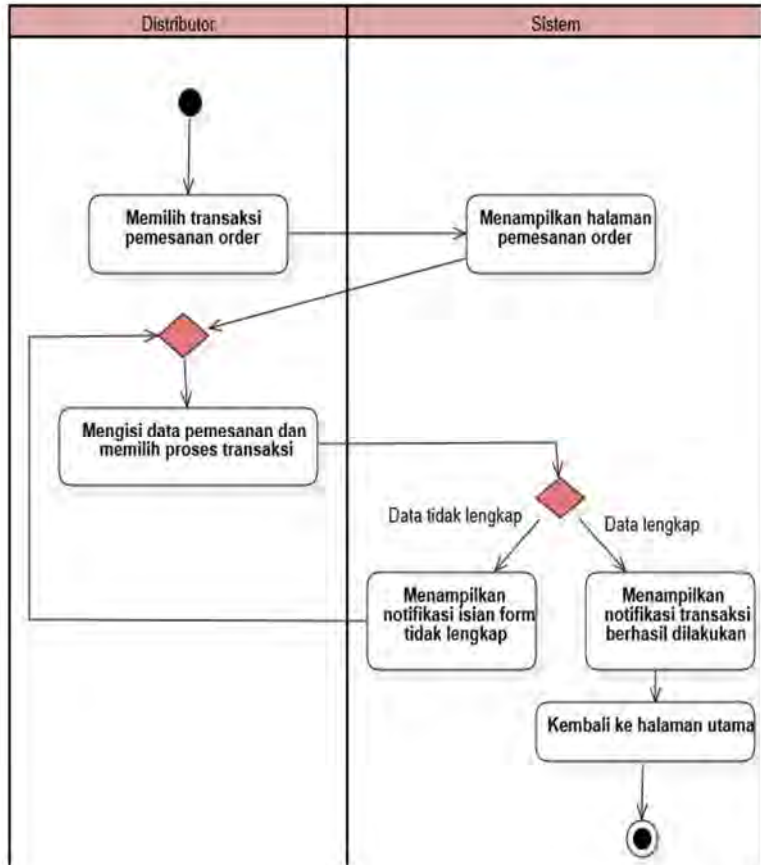 Distributor
Sistem
Memilih transaksi
pemesanan order
Menampilkan halaman
pemesanan order
Mengisi data pemesanan dan
memilih proses transaksi
Data tidak lengkap
Data lengkap
Menampilkan
notifikasi isian form
tidak lengkap
Menampilkan
notifikasi transaksi
berhasil dilakukan
Kembali ke halaman utama